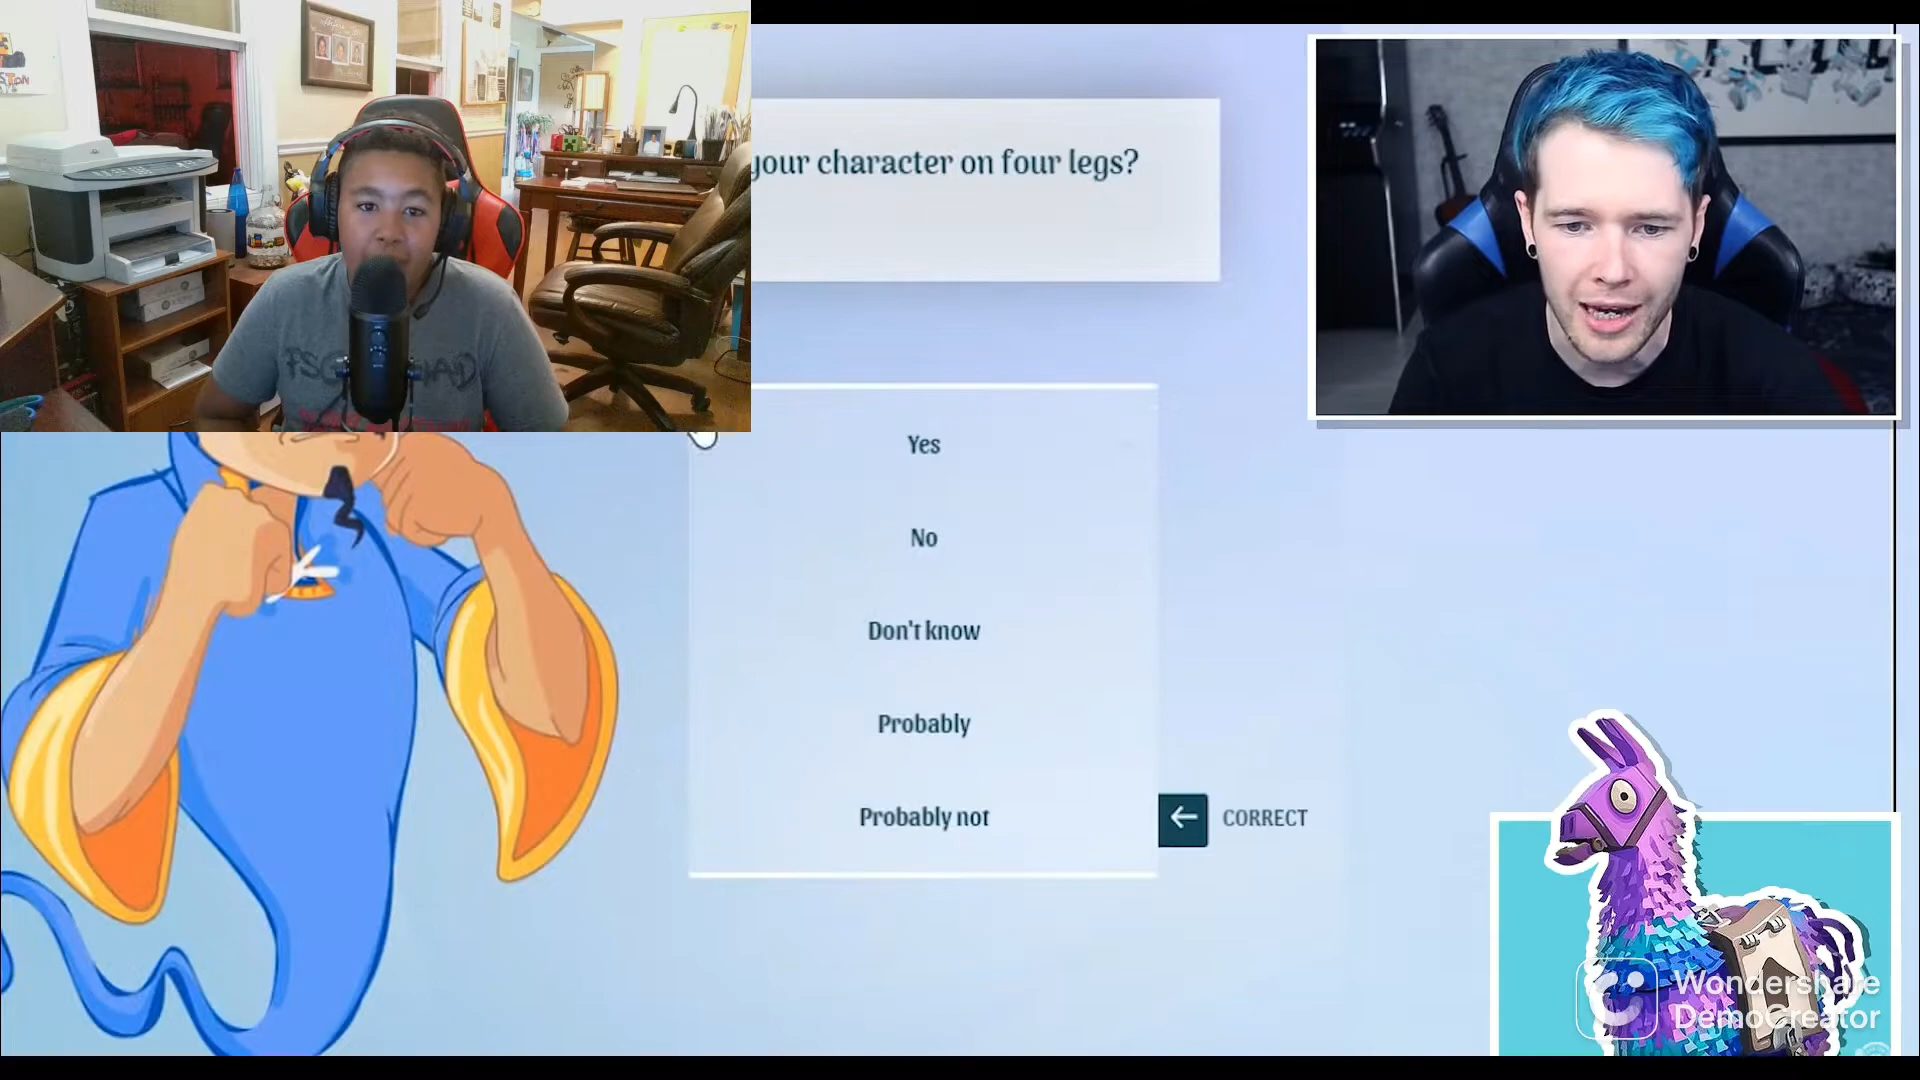 your character on four legs?
Yes
No
Don't know
Probably
Probably not
CORRECT
Wondershare
DemoCreator